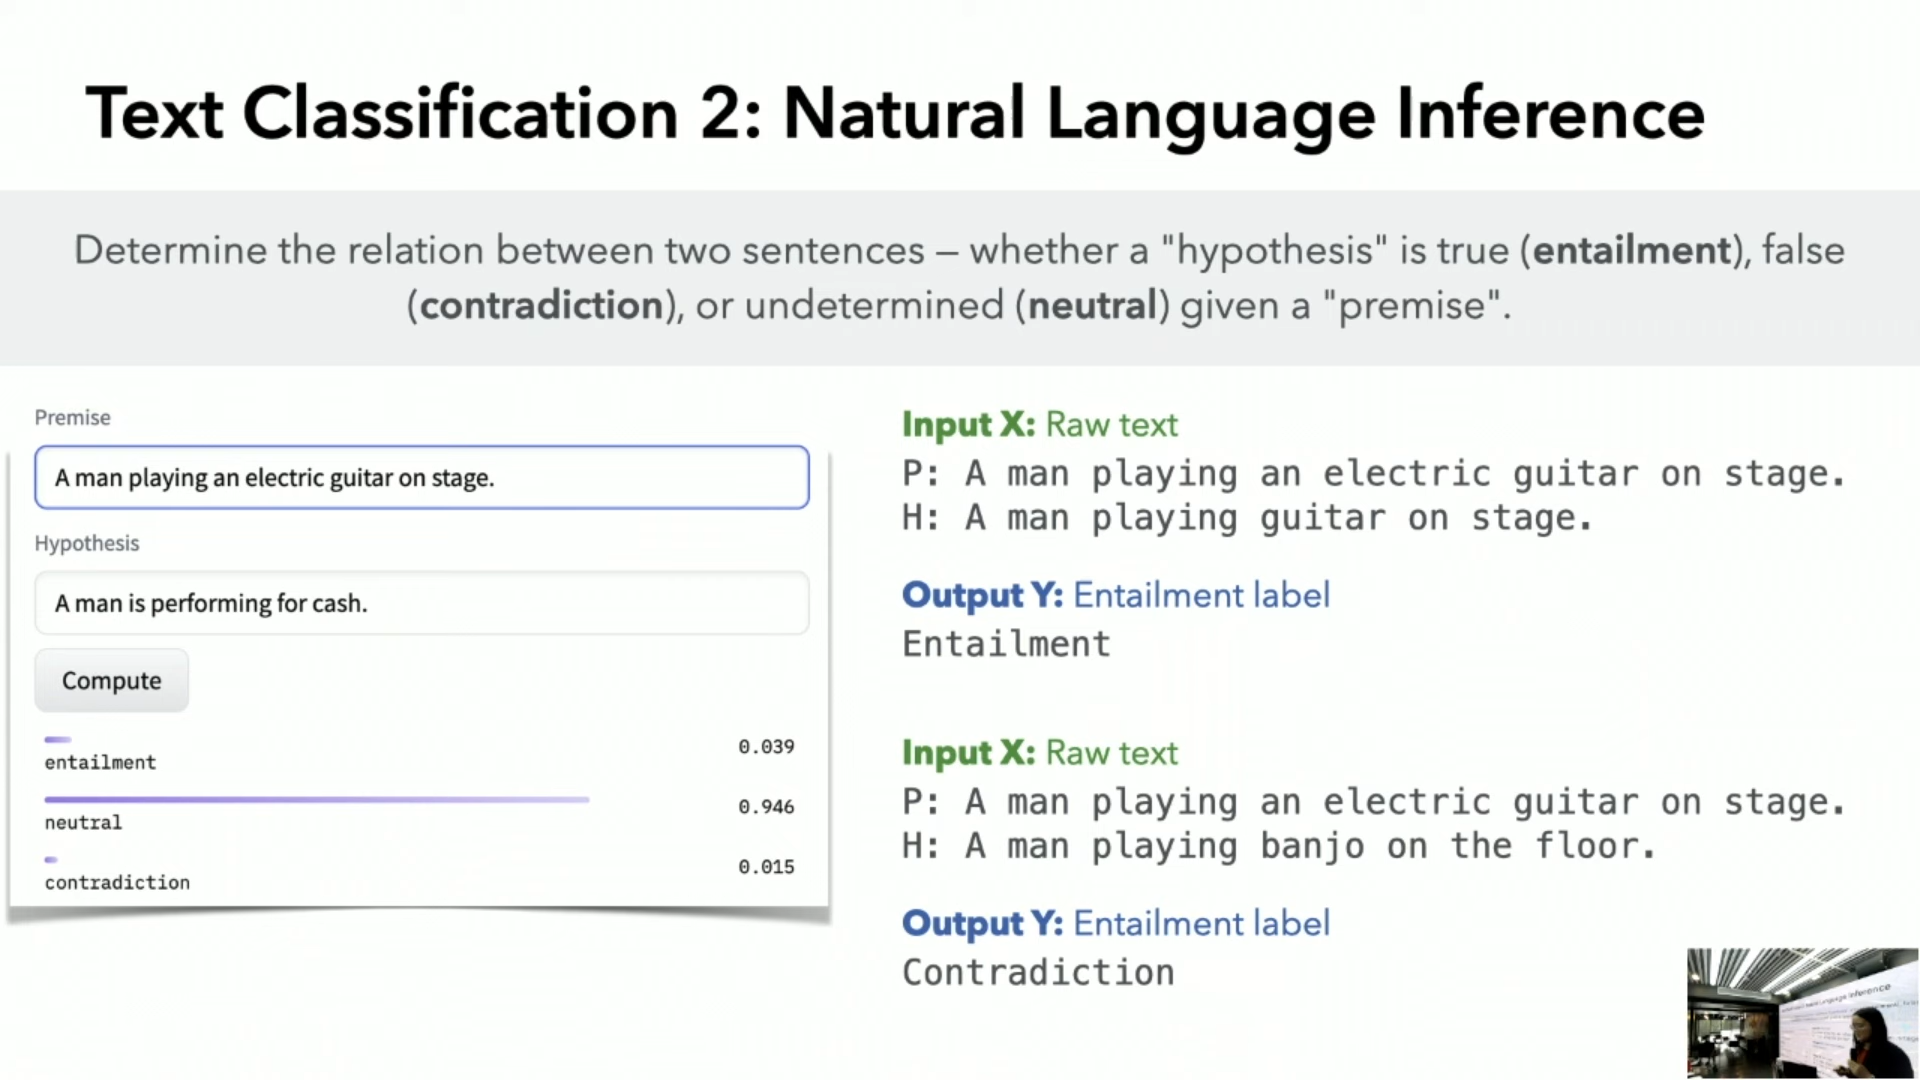 Text Classification 2: Natural Language Inference
Determine the relation between two sentences – whether a "hypothesis" is true (entailment), false
(contradiction), or undetermined (neutral) given a "premise".
Premise
A man playing an electric guitar on stage.
Hypothesis
A man is performing for cash.
Compute
entailment 0.039
neutral 0.946
contradiction 0.015
Input X: Raw text
P: A man playing an electric guitar on stage.
H: A man playing guitar on stage.
Output Y: Entailment label
Entailment
Input X: Raw text
P: A man playing an electric guitar on stage.
H: A man playing banjo on the floor.
Output Y: Entailment label
Contradiction
Language Inference